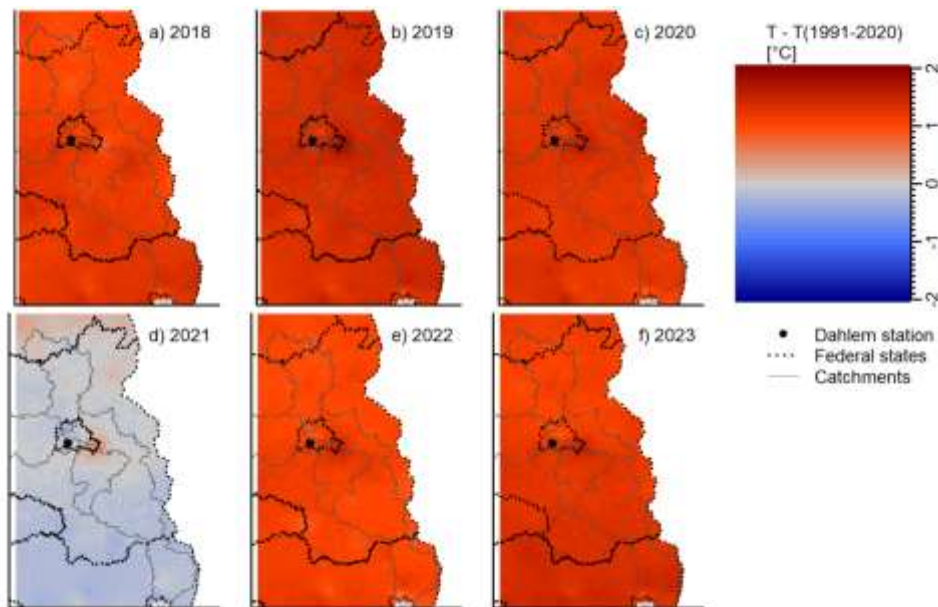 a) 2018
b) 2019
c) 2020
T - T(1991-2020)
[°C]
2
1
0
-1
-2
d) 2021
e) 2022
f) 2023
Dahlem station
Federal states
Catchments